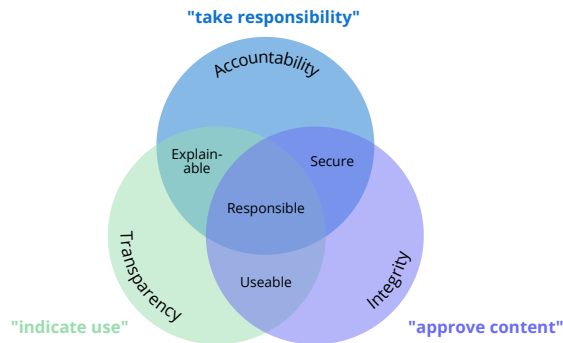 "take responsibility"
Accountability
Explain-
able
Secure
Responsible
Transparency
Integrity
Useable
"indicate use"
"approve content"